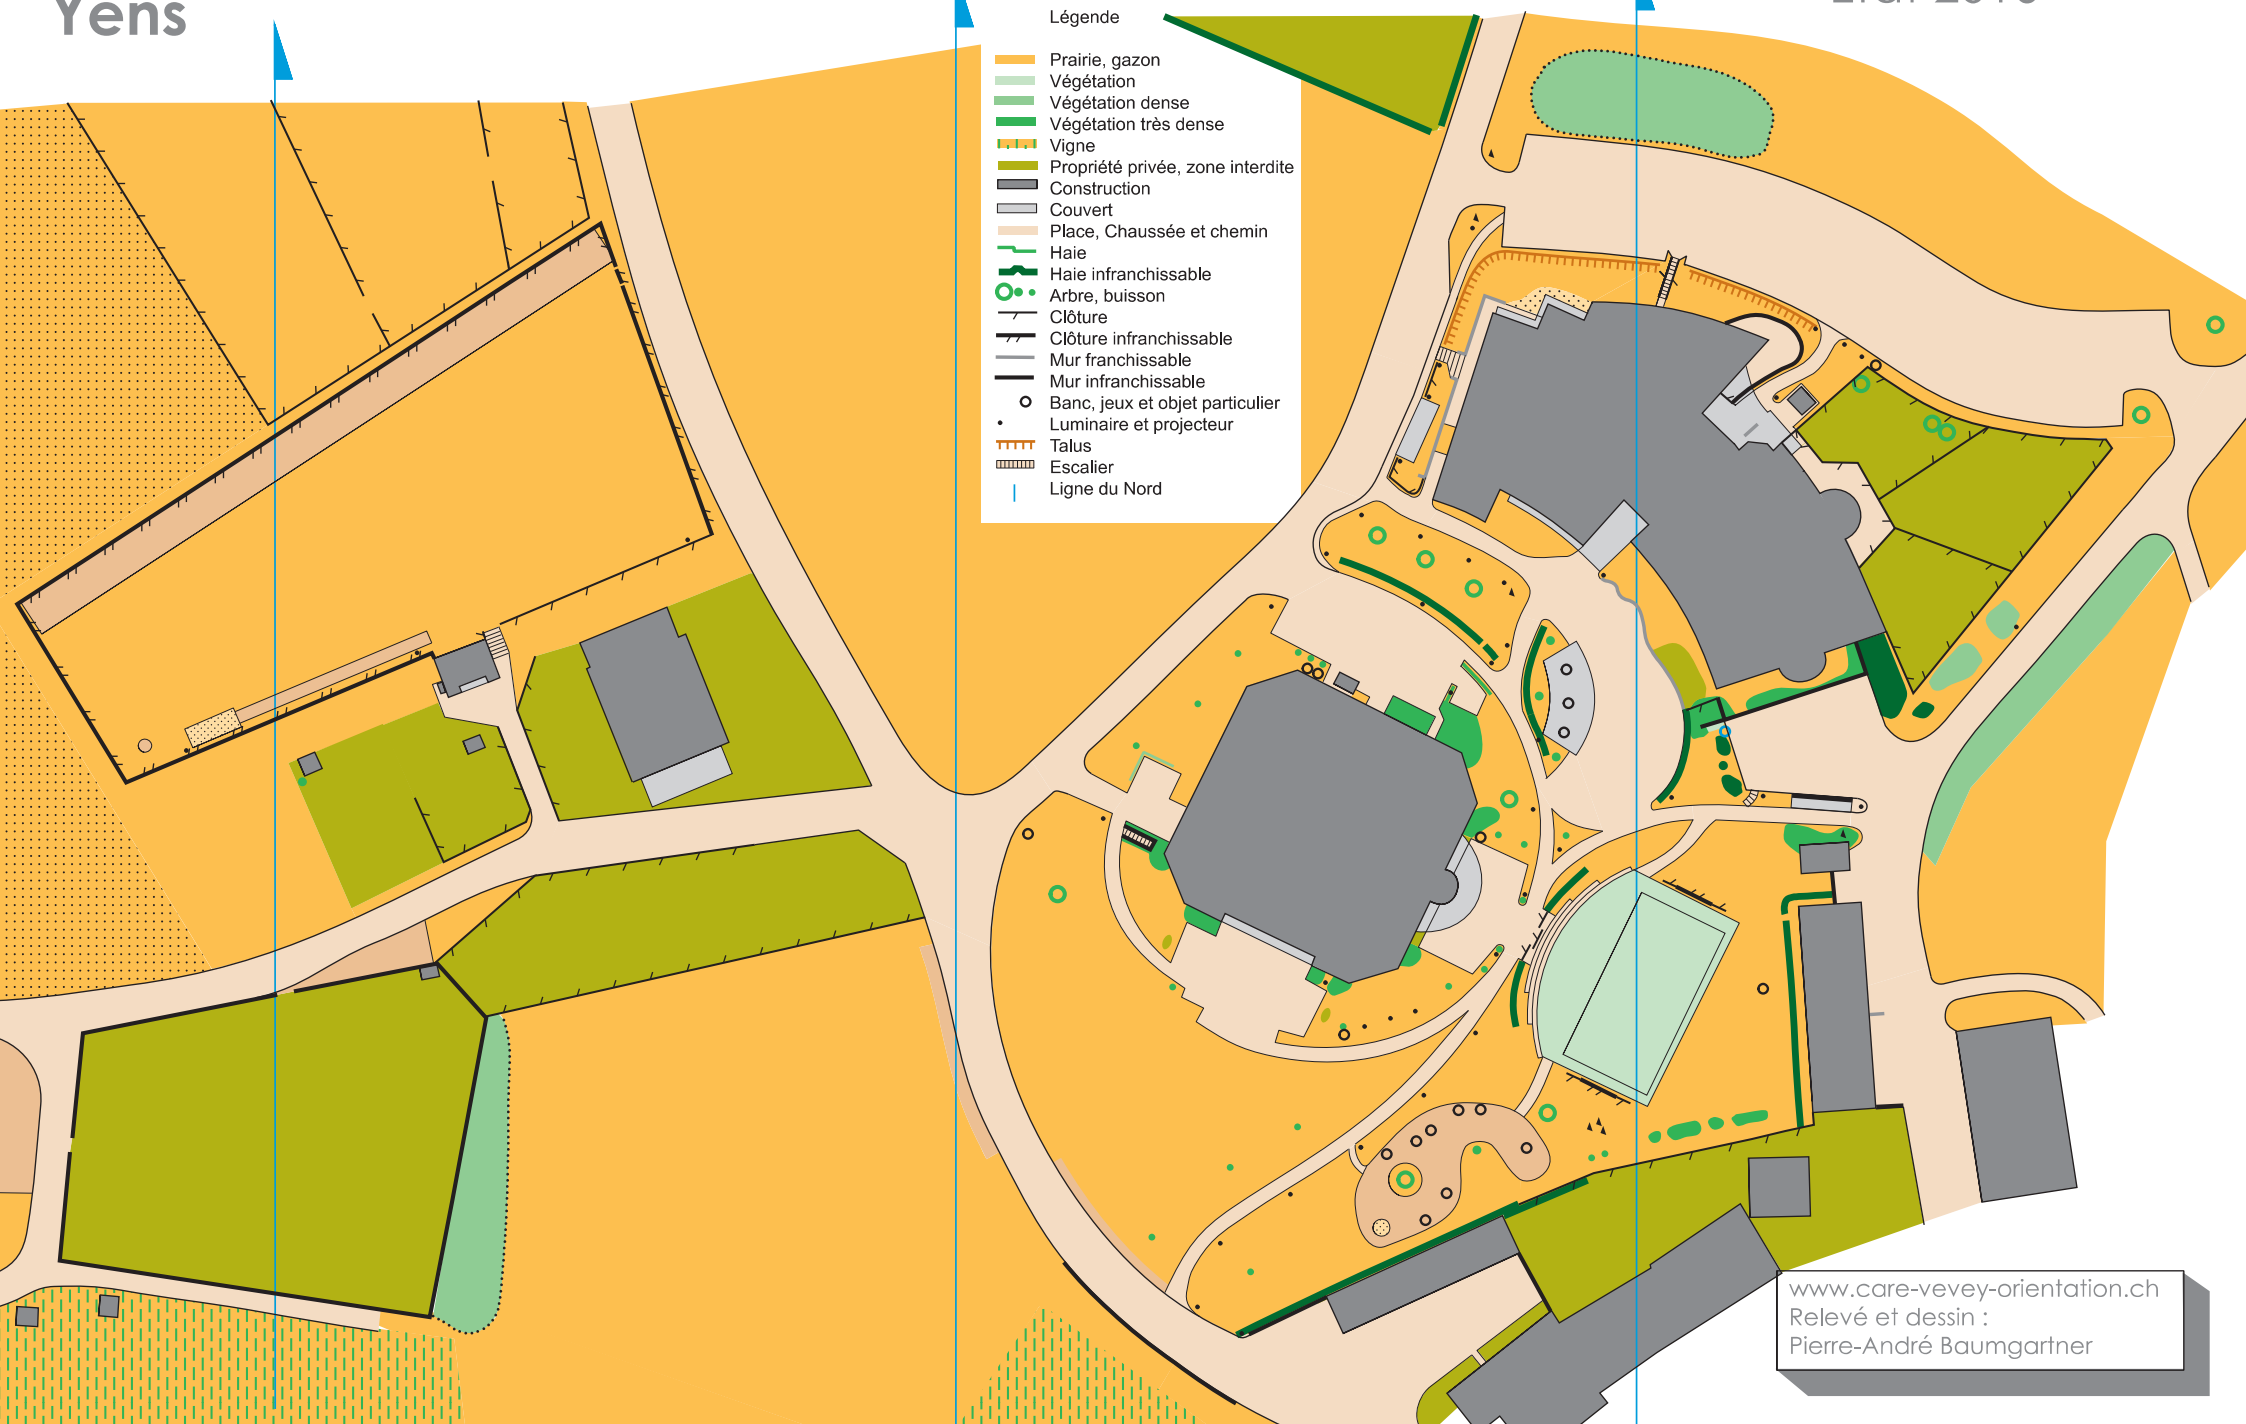 Yens
Légende
Prairie, gazon
Végétation
Végétation dense
Végétation très dense
Vigne
Propriété privée, zone interdite
Construction
Couvert
Place, Chaussée et chemin
Haie
Haie infranchissable
Arbre, buisson
Clôture
Clôture infranchissable
Mur franchissable
Mur infranchissable
Banc, jeux et objet particulier
Luminaire et projecteur
Talus
Escalier
Ligne du Nord
www.care-vevey-orientation.ch
Relevé et dessin :
Pierre-André Baumgartner